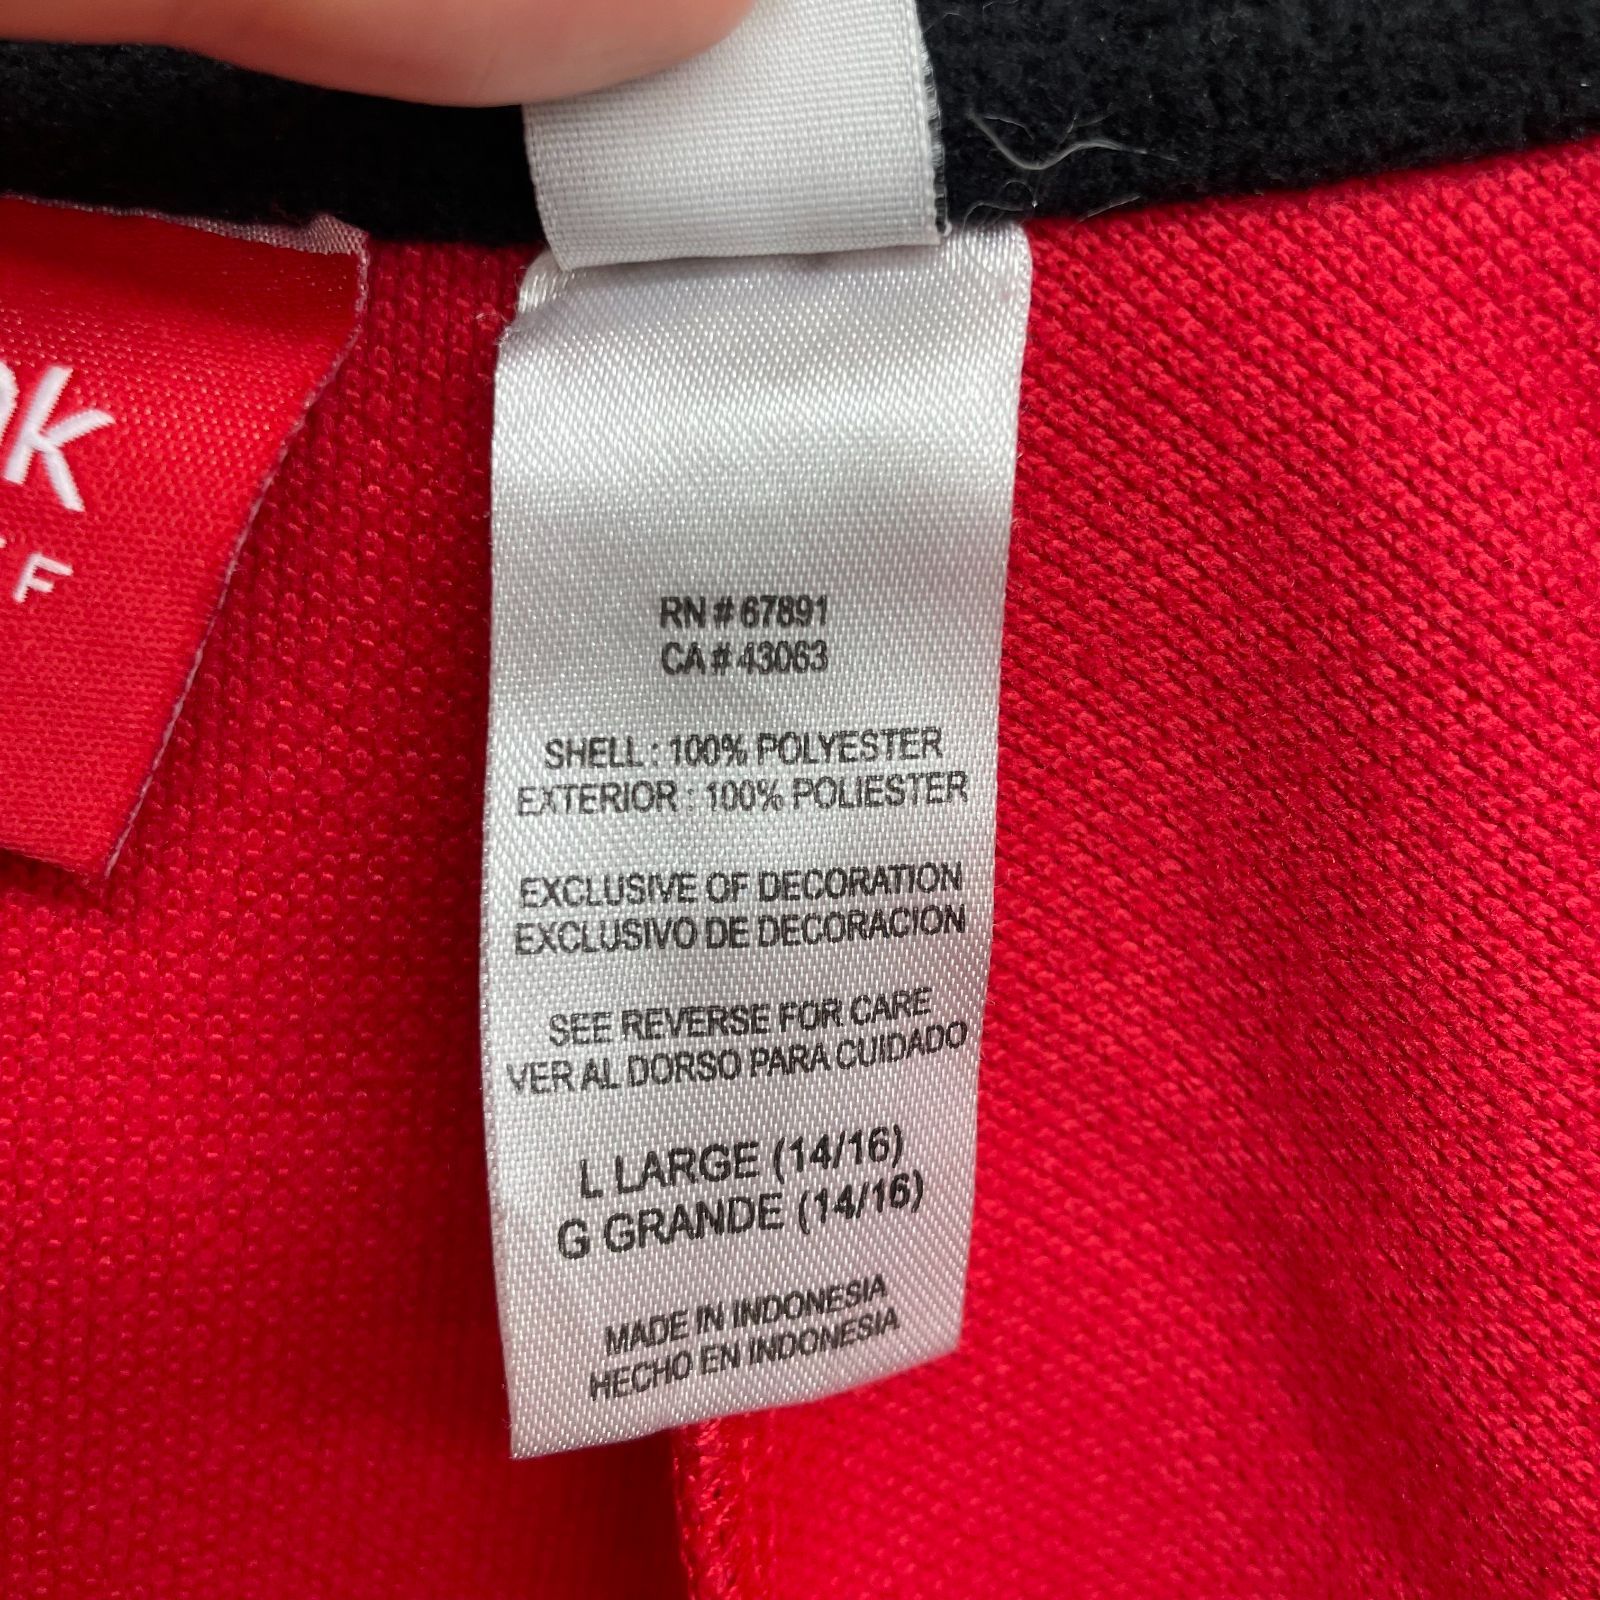 RN # 67891
CA # 43063
SHELL : 100% POLYESTER
EXTERIOR : 100% POLIESTER
EXCLUSIVE OF DECORATION
EXCLUSIVO DE DECORACION
SEE REVERSE FOR CARE
VER AL DORSO PARA CUIDADO
L LARGE (14/16)
G GRANDE (14/16)
MADE IN INDONESIA
HECHO EN INDONESIA